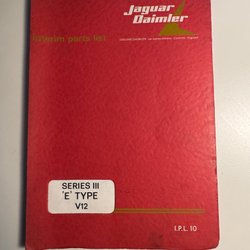 Jaguar
Daimler
interim parts list
SERIES III
'E' TYPE
V12
I.P.L. 10